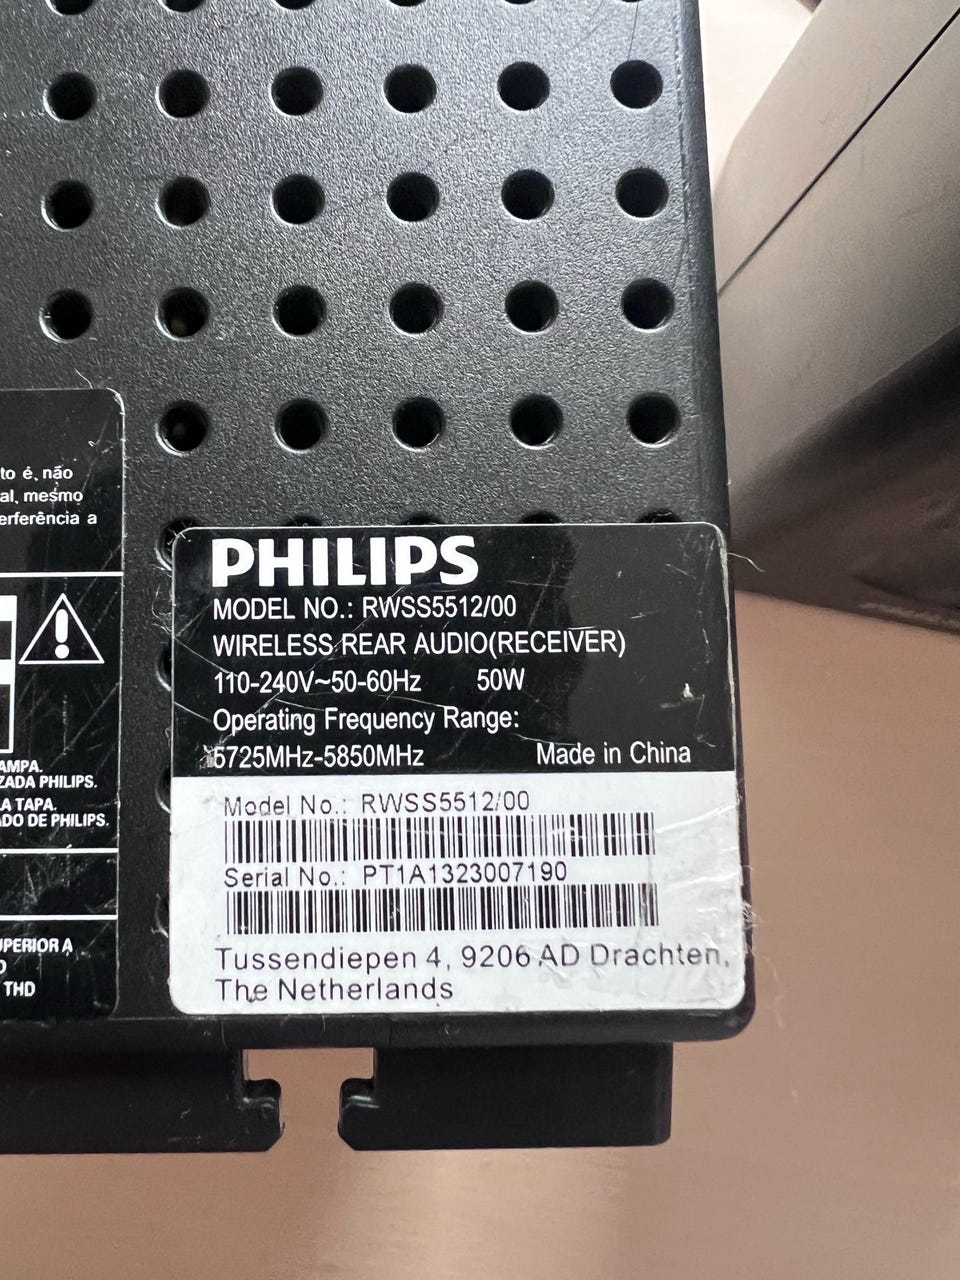 to é, não
al, mesmo
erferência a
AMPA.
ZADA PHILIPS.
A TAPA.
ADO DE PHILIPS.
UPERIOR A
THD
PHILIPS
MODEL NO.: RWSS5512/00
WIRELESS REAR AUDIO(RECEIVER)
110-240V~50-60Hz 50W
Operating Frequency Range:
5725MHz-5850MHz Made in China
Model No.: RWSS5512/00
Serial No.: PT1A1323007190
Tussendiepen 4, 9206 AD Drachten,
The Netherlands